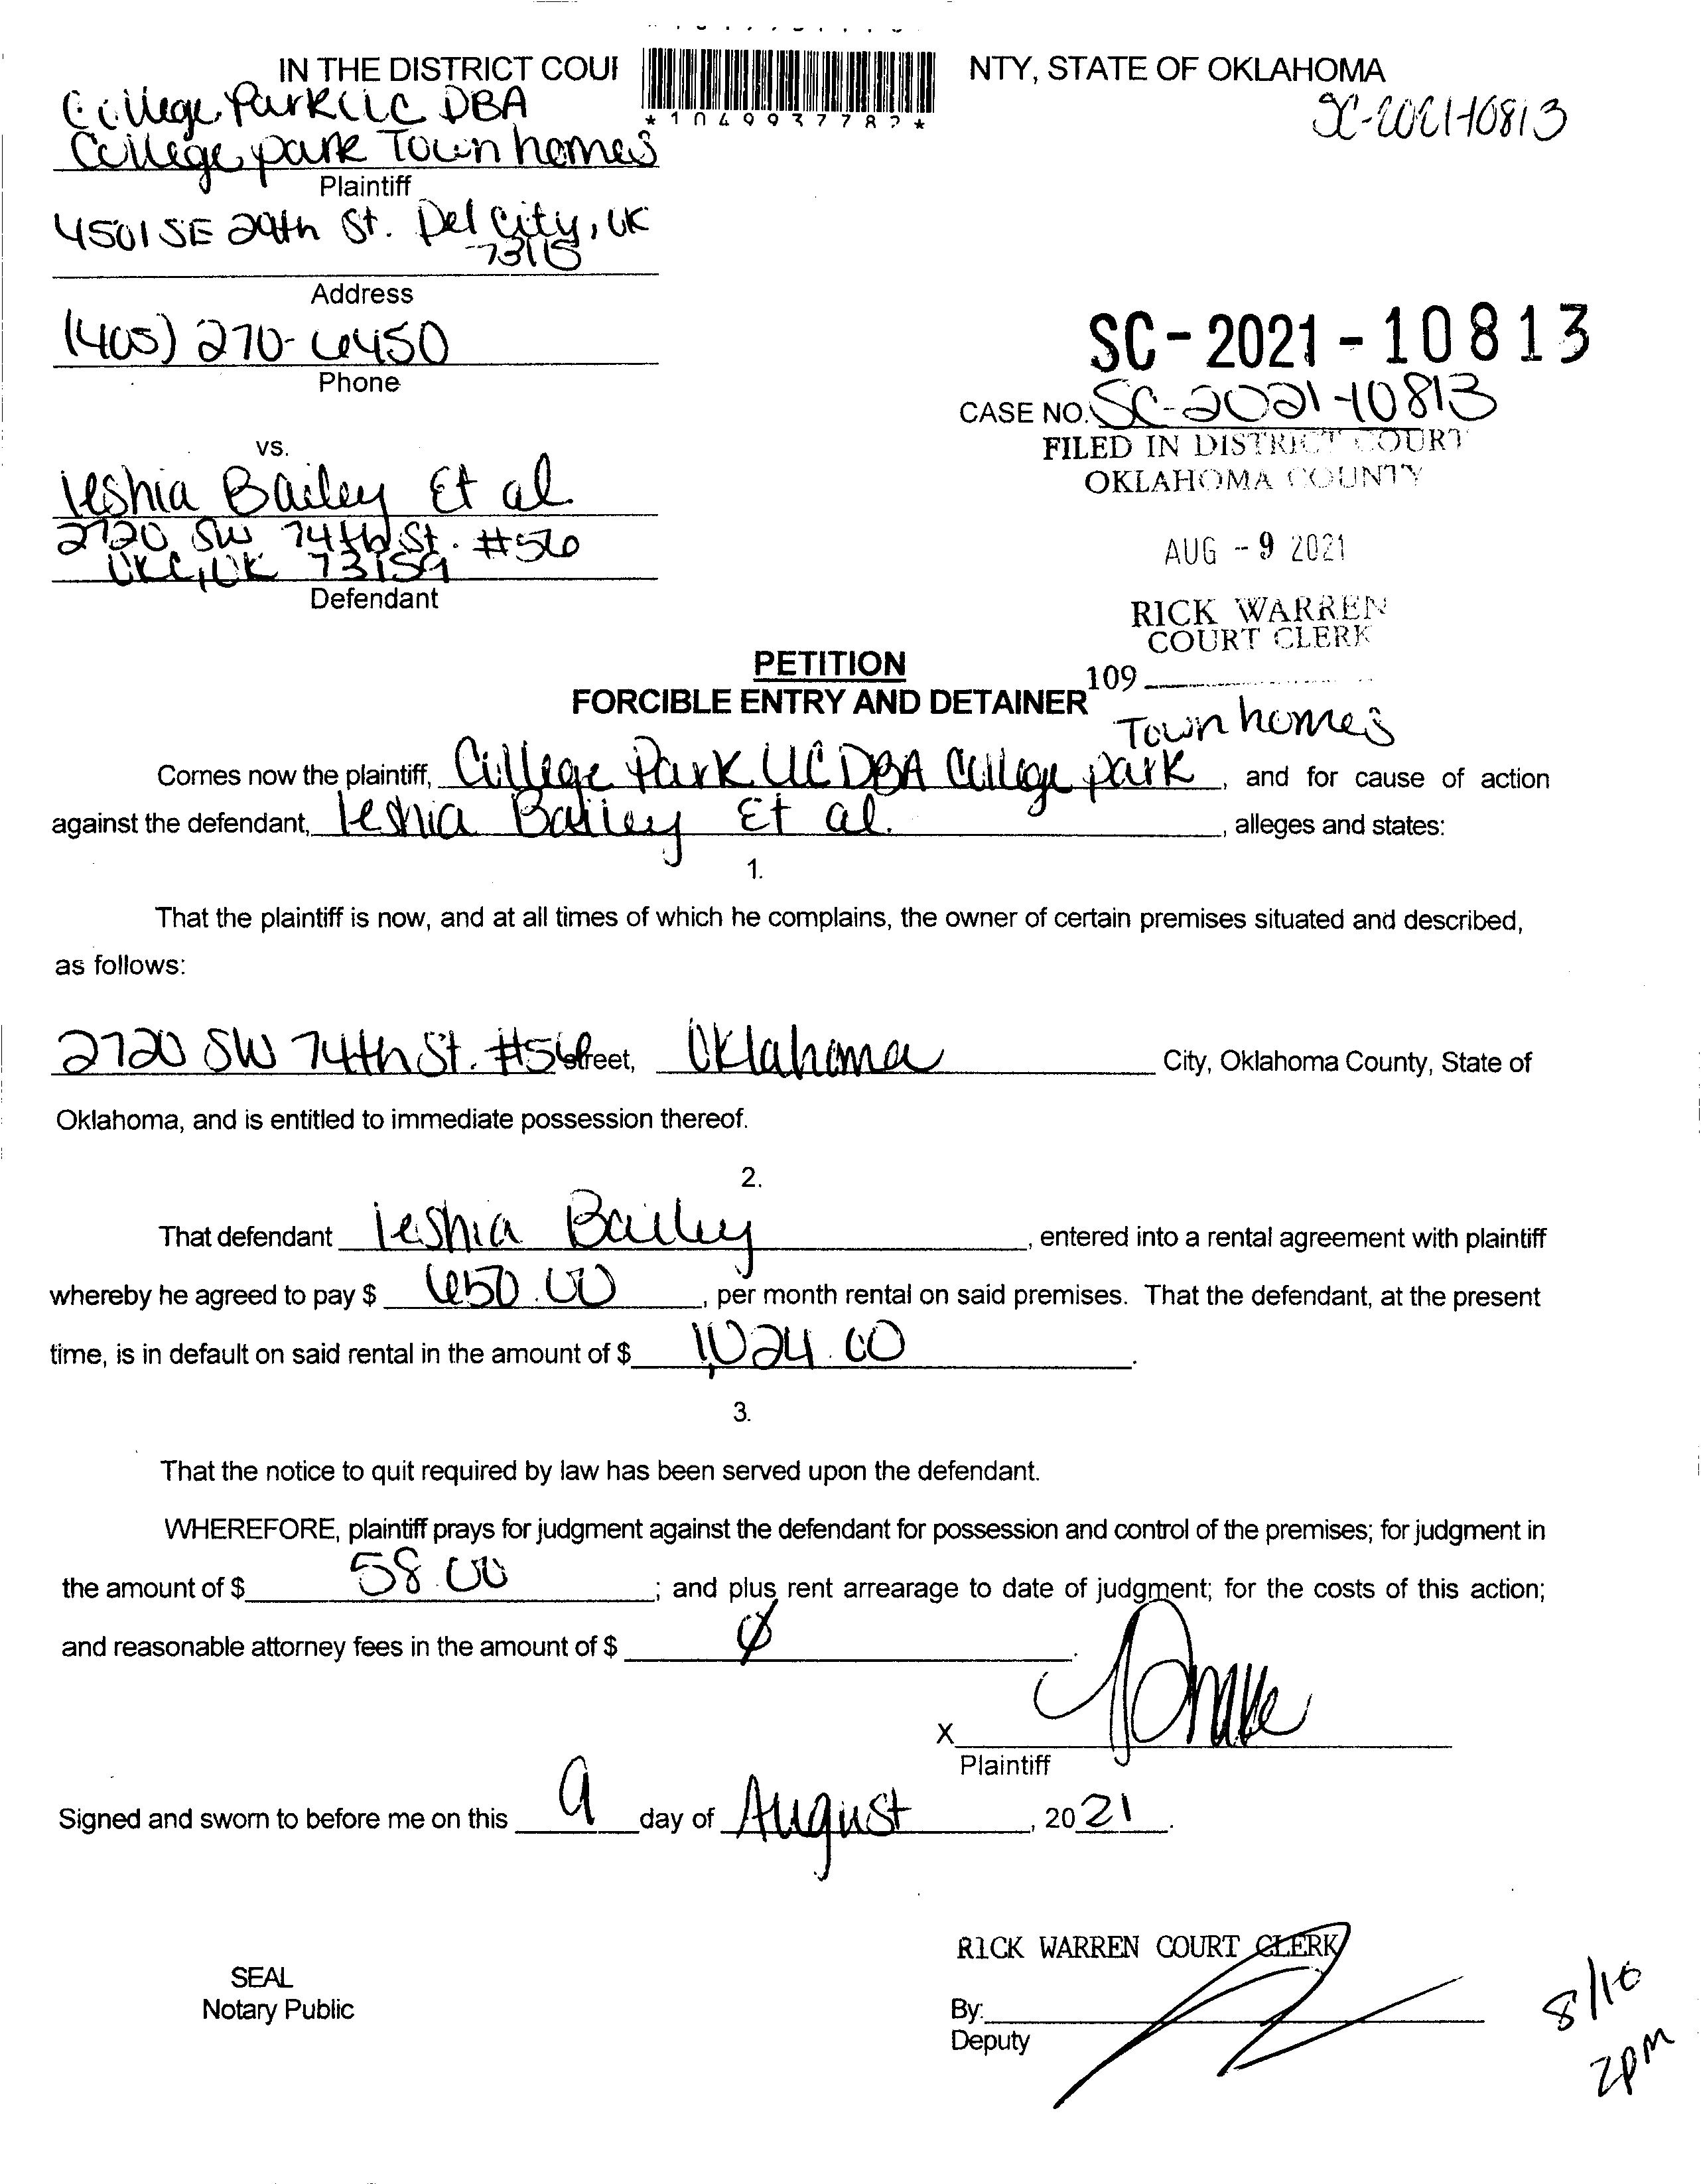 IN THE DISTRICT COU NTY, STATE OF OKLAHOMA
*1049937782*
College Park LLC DBA
SC-2021-10813
College park Townhomes
Plaintiff
4501 SE 29th St. Del City, OK
73115
Address
(405) 270-6450
Phone
SC-2021-10813
CASE NO. SC-2021-10813
FILED IN DISTRICT COURT
OKLAHOMA COUNTY
vs.
Ieshia Bailey Et al.
2720 SW 74th St. #56
OKC, OK 73159
Defendant
AUG - 9 2021
RICK WARREN
COURT CLERK
109
PETITION
FORCIBLE ENTRY AND DETAINER
Townhomes
Comes now the plaintiff, College Park LLC DBA College park, and for cause of action
against the defendant, Ieshia Bailey Et al., alleges and states:
1.
That the plaintiff is now, and at all times of which he complains, the owner of certain premises situated and described,
as follows:
2720 SW 74th St. #56 Street, Oklahoma City, Oklahoma County, State of
Oklahoma, and is entitled to immediate possession thereof.
2.
That defendant Ieshia Bailey, entered into a rental agreement with plaintiff
whereby he agreed to pay $ 650.00, per month rental on said premises. That the defendant, at the present
time, is in default on said rental in the amount of $ 1,024.00.
3.
That the notice to quit required by law has been served upon the defendant.
WHEREFORE, plaintiff prays for judgment against the defendant for possession and control of the premises; for judgment in
the amount of $ 58.00; and plus rent arrearage to date of judgment; for the costs of this action;
and reasonable attorney fees in the amount of $ ϕ.
X
Plaintiff
Signed and sworn to before me on this 9 day of August, 2021.
RICK WARREN COURT CLERK
SEAL
Notary Public
By:
Deputy
8/10
2pm